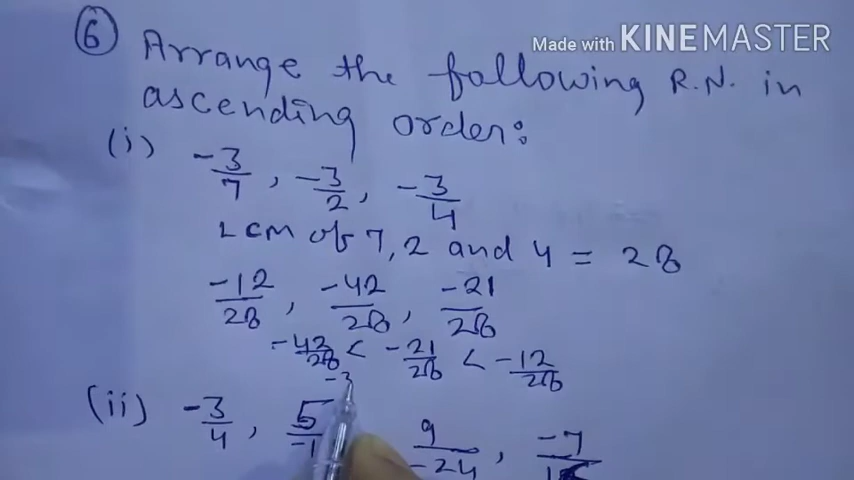 Made with KINEMASTER
6 Arrange the following R.N. in
ascending order:
(i) -3/7, -3/2, -3/4
LCM of 7, 2 and 4 = 28
-12/28, -42/28, -21/28
-42/28 < -21/28 < -12/28
-3
(ii) -3/4, 5/-1 9/-24, -7